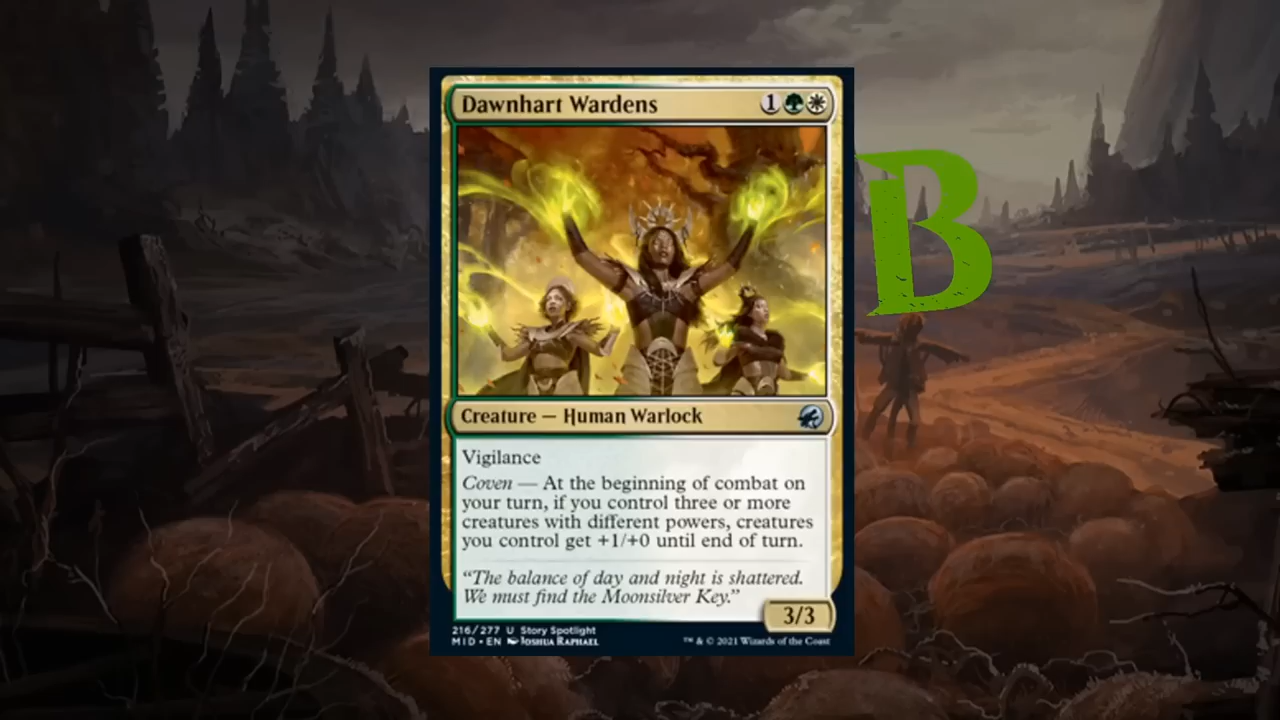 Dawnhart Wardens 1
B
Creature — Human Warlock
Vigilance
Coven — At the beginning of combat on
your turn, if you control three or more
creatures with different powers, creatures
you control get +1/+0 until end of turn.
“The balance of day and night is shattered.
We must find the Moonsilver Key.”
3/3
216/277 U Story Spotlight
MID • EN Joshua Raphael
™ & © 2021 Wizards of the Coast